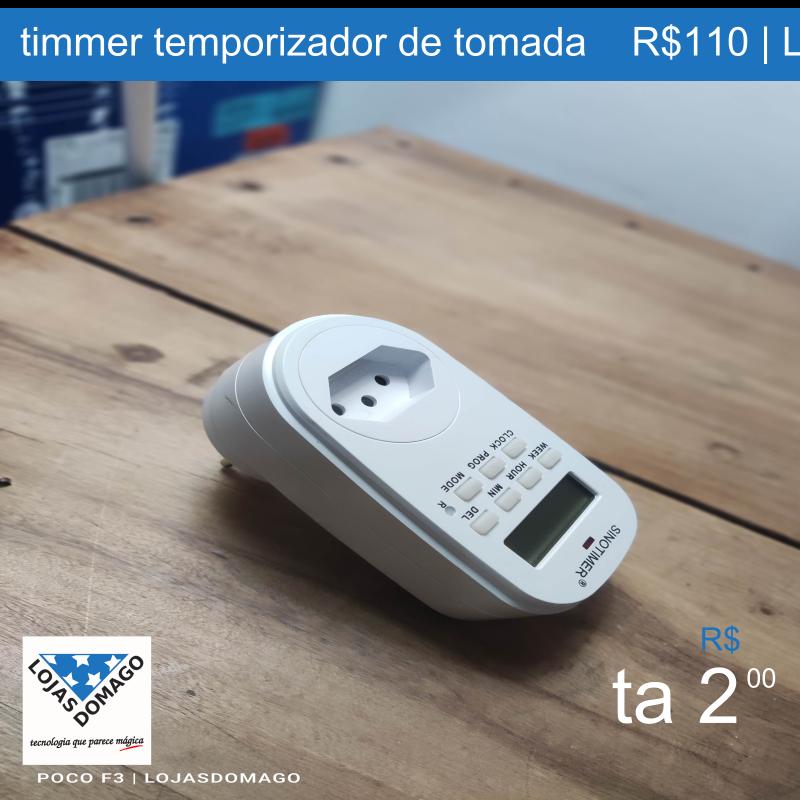 timmer temporizador de tomada R$110 | L
CLOCK PROG MODE R
WEEK HOUR MIN DEL
SINOTIMER®
R$
ta 2 00
LOJAS DOMAGO
tecnologia que parece mágica
POCO F3 | LOJASDOMAGO